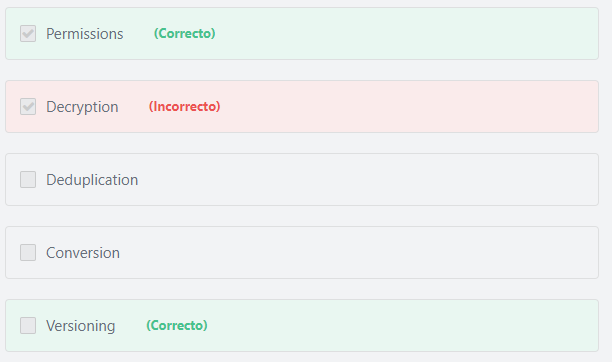 Permissions (Correcto)
Decryption (Incorrecto)
Deduplication
Conversion
Versioning (Correcto)